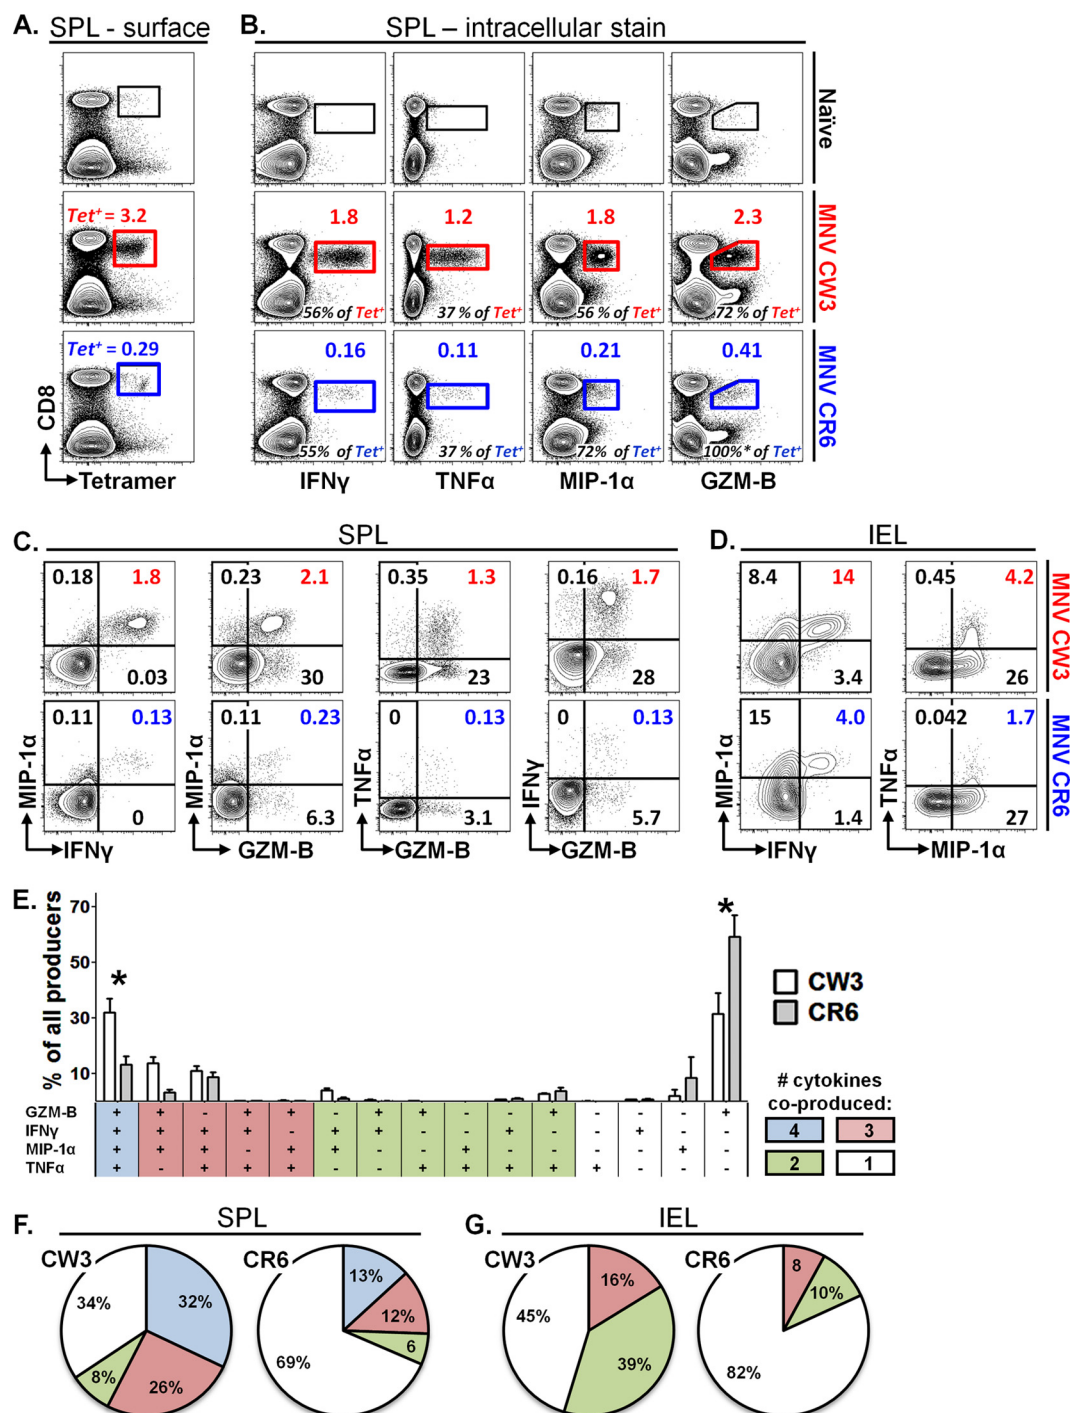 A. SPL - surface
B. SPL – intracellular stain
Naïve
Tet+ = 3.2
1.8 1.2 1.8 2.3
56% of Tet+ 37 % of Tet+ 56 % of Tet+ 72 % of Tet+
MNV CW3
Tet+ = 0.29
0.16 0.11 0.21 0.41
55% of Tet+ 37 % of Tet+ 72% of Tet+ 100%* of Tet+
MNV CR6
CD8
Tetramer IFNγ TNFα MIP-1α GZM-B
C. SPL
0.18 1.8 0.23 2.1 0.35 1.3 0.16 1.7
0.03 30 23 28
0.11 0.13 0.11 0.23 0 0.13 0 0.13
0 6.3 3.1 5.7
MIP-1α MIP-1α TNFα IFNγ
IFNγ GZM-B GZM-B GZM-B
D. IEL
8.4 14 0.45 4.2
3.4 26
MNV CW3
15 4.0 0.042 1.7
1.4 27
MNV CR6
MIP-1α TNFα
IFNγ MIP-1α
E.
% of all producers
70
50
30
10
* *
CW3
CR6
GZM-B + + - + + - + + - - + - - - +
IFNγ + + + + - + + - - + - - + - -
MIP-1α + + + - + + - - + - - - - + -
TNFα + - + + + - - + + + + + - - -
# cytokines
co-produced:
4 3
2 1
F. SPL
CW3
34% 32%
8% 26%
CR6
13%
12%
6
69%
G. IEL
CW3
16%
45%
39%
CR6
8
10%
82%